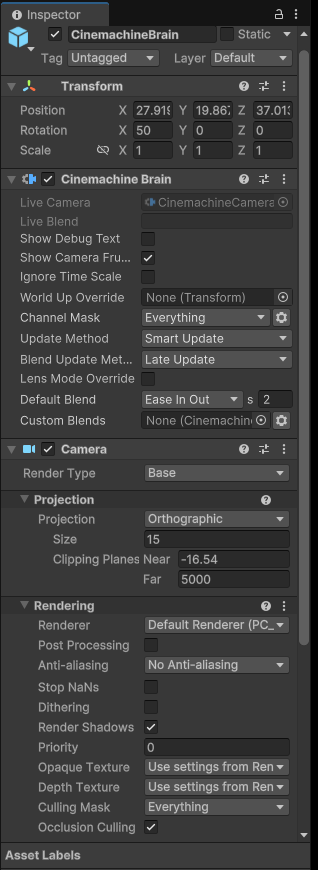 Inspector
CinemachineBrain Static
Tag Untagged Layer Default
Transform
Position X 27.919 Y 19.867 Z 37.013
Rotation X 50 Y 0 Z 0
Scale X 1 Y 1 Z 1
Cinemachine Brain
Live Camera CinemachineCamera
Live Blend
Show Debug Text
Show Camera Fru...
Ignore Time Scale
World Up Override None (Transform)
Channel Mask Everything
Update Method Smart Update
Blend Update Met... Late Update
Lens Mode Override
Default Blend Ease In Out s 2
Custom Blends None (Cinemachin
Camera
Render Type Base
Projection
Projection Orthographic
Size 15
Clipping Planes Near -16.54
Far 5000
Rendering
Renderer Default Renderer (PC_
Post Processing
Anti-aliasing No Anti-aliasing
Stop NaNs
Dithering
Render Shadows
Priority 0
Opaque Texture Use settings from Ren
Depth Texture Use settings from Ren
Culling Mask Everything
Occlusion Culling
Asset Labels